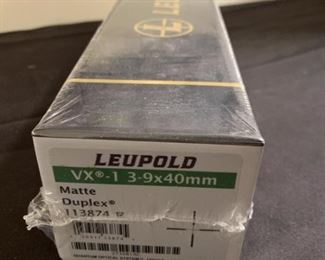 LEUPOLD
VX®-1 3-9x40mm
Matte
Duplex®
113874